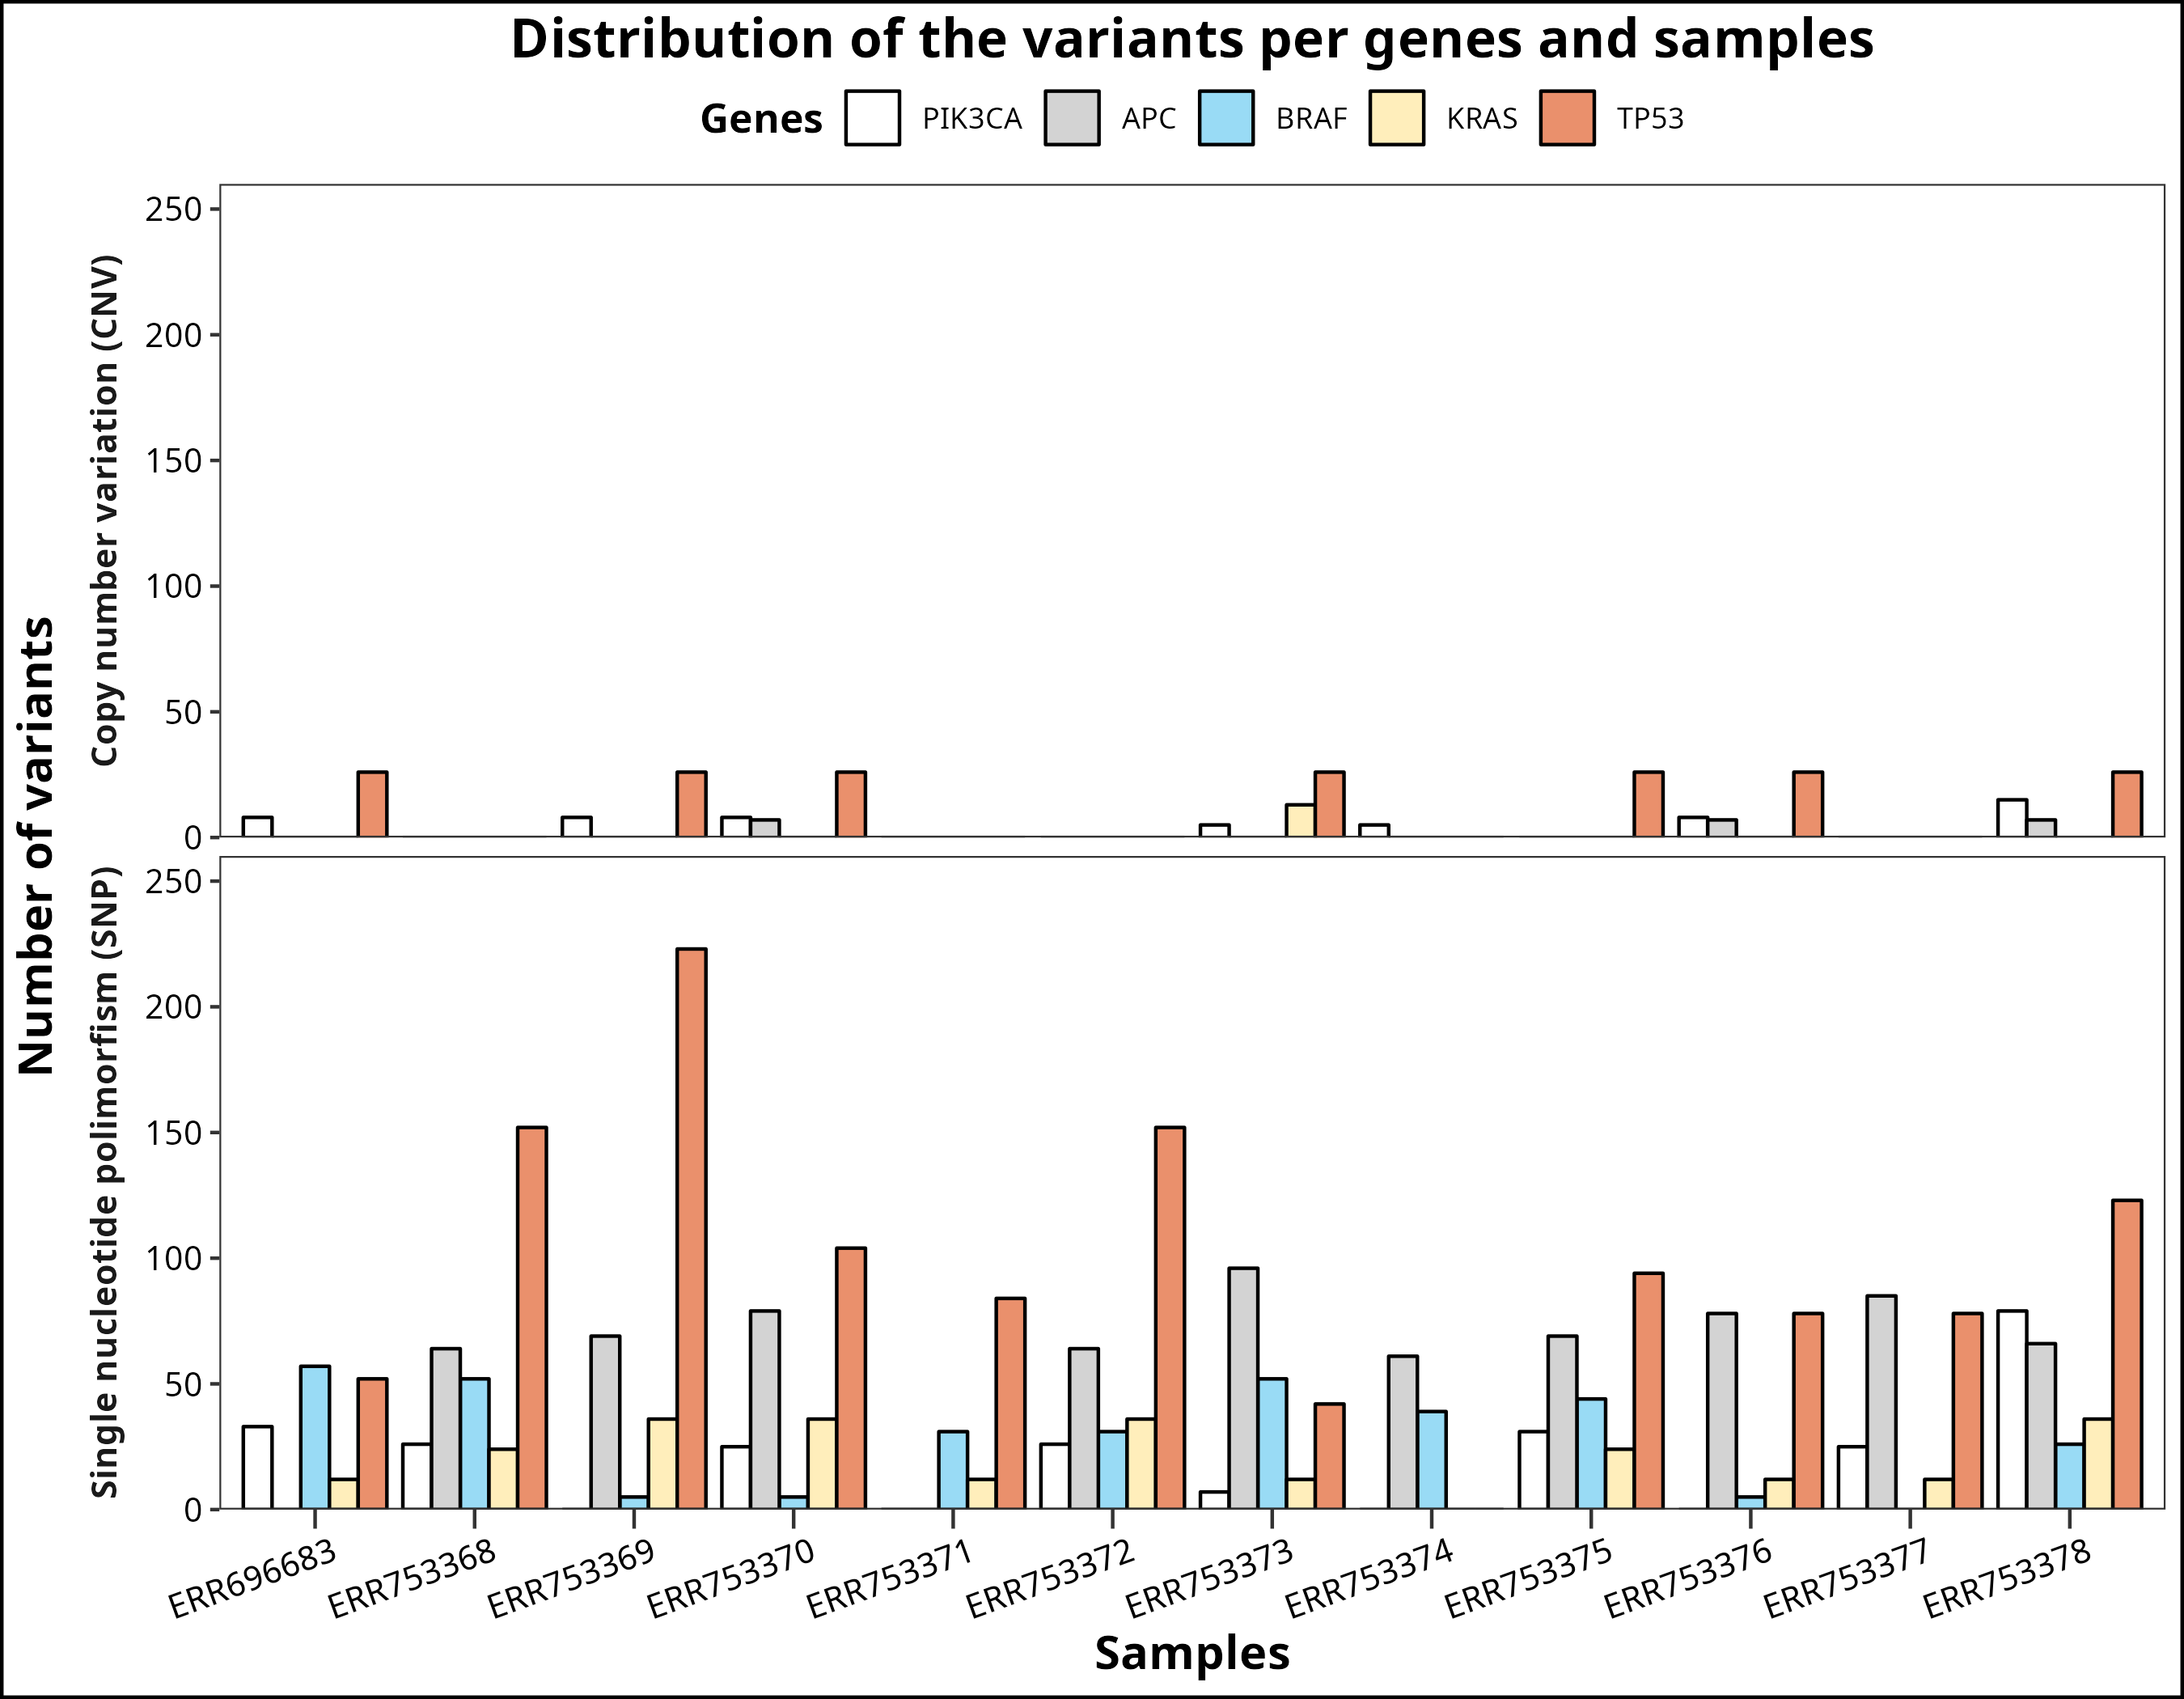 Distribution of the variants per genes and samples
Genes PIK3CA APC BRAF KRAS TP53
Number of variants
Copy number variation (CNV)
250
200
150
100
50
0
Single nucleotide polimorfism (SNP)
250
200
150
100
50
0
ERR696683 ERR753368 ERR753369 ERR753370 ERR753371 ERR753372 ERR753373 ERR753374 ERR753375 ERR753376 ERR753377 ERR753378
Samples